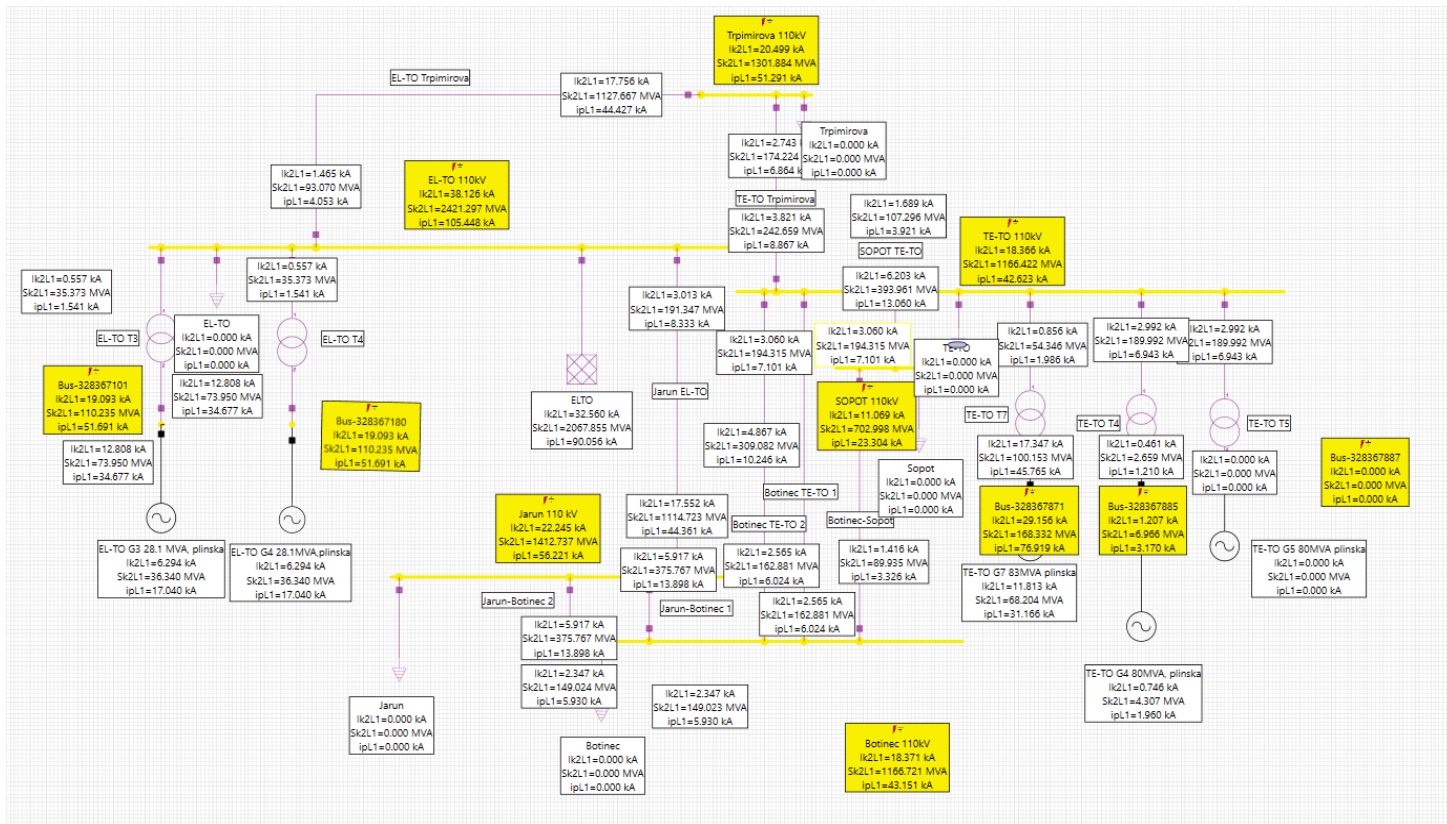 Trpimirova 110kV
Ik2L1=20.499 kA
Sk2L1=1301.884 MVA
ipL1=51.291 kA
EL-TO Trpimirova
Ik2L1=17.756 kA
Sk2L1=1127.667 MVA
ipL1=44.427 kA
Ik2L1=2.743
Sk2L1=174.224
ipL1=6.864
Trpimirova
Ik2L1=0.000 kA
Sk2L1=0.000 MVA
ipL1=0.000 kA
Ik2L1=1.465 kA
Sk2L1=93.070 MVA
ipL1=4.053 kA
EL-TO 110kV
Ik2L1=38.126 kA
Sk2L1=2421.297 MVA
ipL1=105.448 kA
TE-TO Trpimirova
Ik2L1=3.821 kA
Sk2L1=242.659 MVA
ipL1=8.867 kA
Ik2L1=1.689 kA
Sk2L1=107.296 MVA
ipL1=3.921 kA
SOPOT TE-TO
TE-TO 110kV
Ik2L1=18.366 kA
Sk2L1=1166.422 MVA
ipL1=42.623 kA
Ik2L1=0.557 kA
Sk2L1=35.373 MVA
ipL1=1.541 kA
Ik2L1=0.557 kA
Sk2L1=35.373 MVA
ipL1=1.541 kA
Ik2L1=6.203 kA
Sk2L1=393.961 MVA
ipL1=13.060 kA
Ik2L1=3.013 kA
Sk2L1=191.347 MVA
ipL1=8.333 kA
EL-TO T3
EL-TO
Ik2L1=0.000 kA
Sk2L1=0.000 MVA
ipL1=0.000 kA
EL-TO T4
Ik2L1=3.060 kA
Sk2L1=194.315 MVA
ipL1=7.101 kA
Ik2L1=3.060 kA
Sk2L1=194.315 MVA
ipL1=7.101 kA
TE-TO
Ik2L1=0.000 kA
Sk2L1=0.000 MVA
ipL1=0.000 kA
Ik2L1=0.856 kA
Sk2L1=54.346 MVA
ipL1=1.986 kA
Ik2L1=2.992 kA
Sk2L1=189.992 MVA
ipL1=6.943 kA
Ik2L1=2.992 kA
Sk2L1=189.992 MVA
ipL1=6.943 kA
Bus-328367101
Ik2L1=19.093 kA
Sk2L1=110.235 MVA
ipL1=51.691 kA
Ik2L1=12.808 kA
Sk2L1=73.950 MVA
ipL1=34.677 kA
Bus-328367180
Ik2L1=19.093 kA
Sk2L1=110.235 MVA
ipL1=51.691 kA
ELTO
Ik2L1=32.560 kA
Sk2L1=2067.855 MVA
ipL1=90.056 kA
Jarun EL-TO
SOPOT 110kV
Ik2L1=11.069 kA
Sk2L1=702.998 MVA
ipL1=23.304 kA
TE-TO T7
TE-TO T4
TE-TO T5
Ik2L1=12.808 kA
Sk2L1=73.950 MVA
ipL1=34.677 kA
Ik2L1=4.867 kA
Sk2L1=309.082 MVA
ipL1=10.246 kA
Sopot
Ik2L1=0.000 kA
Sk2L1=0.000 MVA
ipL1=0.000 kA
Ik2L1=17.347 kA
Sk2L1=100.153 MVA
ipL1=45.765 kA
Ik2L1=0.461 kA
Sk2L1=2.659 MVA
ipL1=1.210 kA
Ik2L1=0.000 kA
Sk2L1=0.000 MVA
ipL1=0.000 kA
Bus-328367887
Ik2L1=0.000 kA
Sk2L1=0.000 MVA
ipL1=0.000 kA
Botinec TE-TO 1
Jarun 110 kV
Ik2L1=22.245 kA
Sk2L1=1412.737 MVA
ipL1=56.221 kA
Ik2L1=17.552 kA
Sk2L1=1114.723 MVA
ipL1=44.361 kA
Botinec TE-TO 2
Botinec-Sopot
Bus-328367871
Ik2L1=29.156 kA
Sk2L1=168.332 MVA
ipL1=76.919 kA
Bus-328367885
Ik2L1=1.207 kA
Sk2L1=6.966 MVA
ipL1=3.170 kA
EL-TO G3 28.1 MVA, plinska
Ik2L1=6.294 kA
Sk2L1=36.340 MVA
ipL1=17.040 kA
EL-TO G4 28.1MVA,plinska
Ik2L1=6.294 kA
Sk2L1=36.340 MVA
ipL1=17.040 kA
Ik2L1=5.917 kA
Sk2L1=375.767 MVA
ipL1=13.898 kA
Ik2L1=2.565 kA
Sk2L1=162.881 MVA
ipL1=6.024 kA
Ik2L1=1.416 kA
Sk2L1=89.935 MVA
ipL1=3.326 kA
TE-TO G7 83MVA plinska
Ik2L1=11.813 kA
Sk2L1=68.204 MVA
ipL1=31.166 kA
TE-TO G5 80MVA plinska
Ik2L1=0.000 kA
Sk2L1=0.000 MVA
ipL1=0.000 kA
Jarun-Botinec 2
Jarun-Botinec 1
Ik2L1=2.565 kA
Sk2L1=162.881 MVA
ipL1=6.024 kA
Ik2L1=5.917 kA
Sk2L1=375.767 MVA
ipL1=13.898 kA
Ik2L1=2.347 kA
Sk2L1=149.024 MVA
ipL1=5.930 kA
Ik2L1=2.347 kA
Sk2L1=149.023 MVA
ipL1=5.930 kA
TE-TO G4 80MVA, plinska
Ik2L1=0.746 kA
Sk2L1=4.307 MVA
ipL1=1.960 kA
Jarun
Ik2L1=0.000 kA
Sk2L1=0.000 MVA
ipL1=0.000 kA
Botinec
Ik2L1=0.000 kA
Sk2L1=0.000 MVA
ipL1=0.000 kA
Botinec 110kV
Ik2L1=18.371 kA
Sk2L1=1166.721 MVA
ipL1=43.151 kA